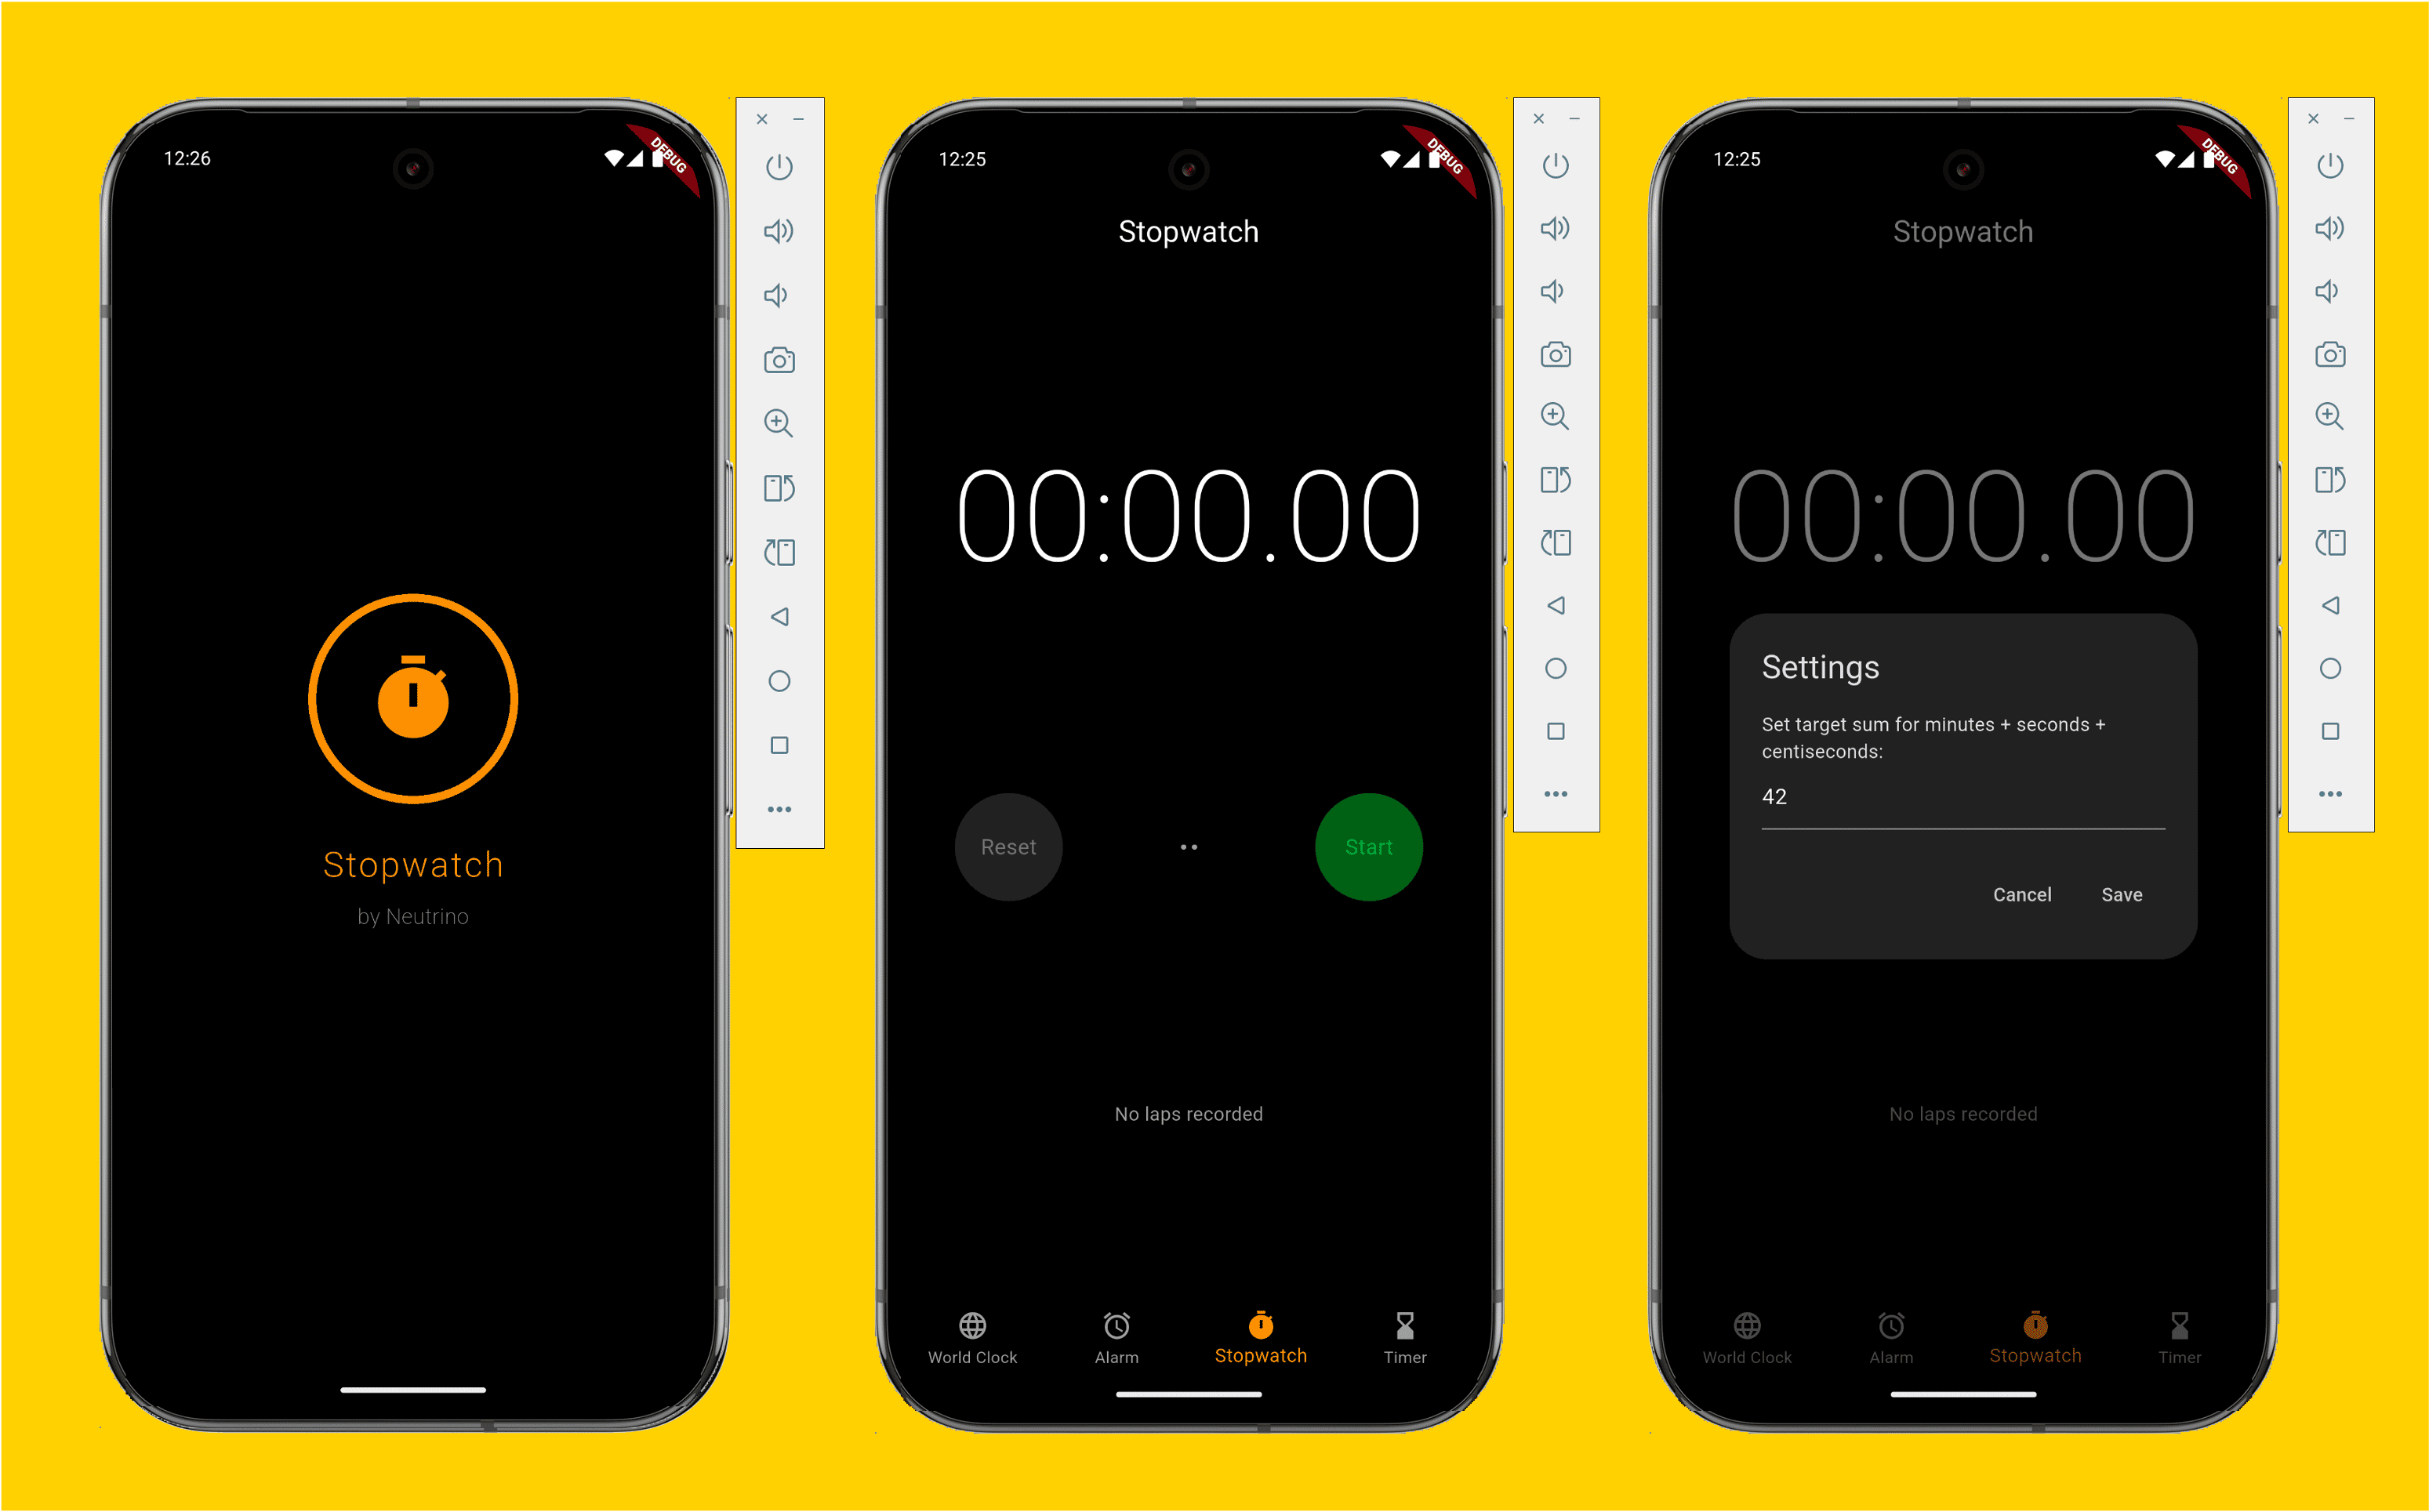 12:26
DEBUG
Stopwatch
by Neutrino
12:25
DEBUG
Stopwatch
00:00.00
Reset
Start
No laps recorded
World Clock
Alarm
Stopwatch
Timer
12:25
DEBUG
Stopwatch
00:00.00
Settings
Set target sum for minutes + seconds +
centiseconds:
42
Cancel
Save
No laps recorded
World Clock
Alarm
Stopwatch
Timer